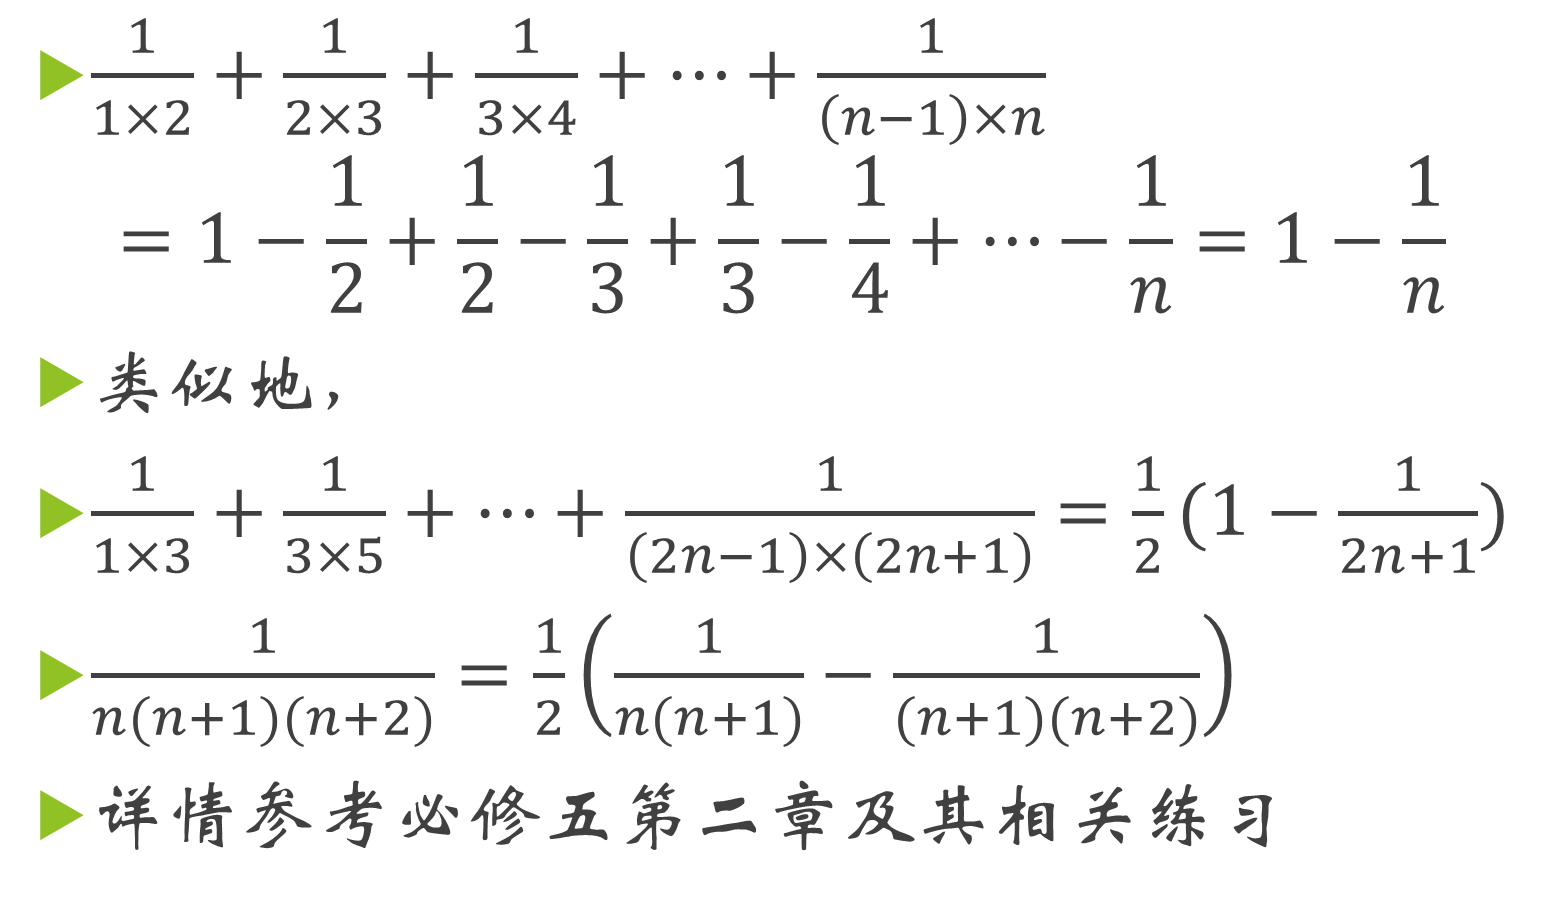 1/(1×2) + 1/(2×3) + 1/(3×4) + ⋯ + 1/((n−1)×n)
= 1 − 1/2 + 1/2 − 1/3 + 1/3 − 1/4 + ⋯ − 1/n = 1 − 1/n
类似地，
1/(1×3) + 1/(3×5) + ⋯ + 1/((2n−1)×(2n+1)) = 1/2 (1 − 1/(2n+1))
1/(n(n+1)(n+2)) = 1/2 (1/(n(n+1)) − 1/((n+1)(n+2)))
详情参考必修五第二章及其相关练习